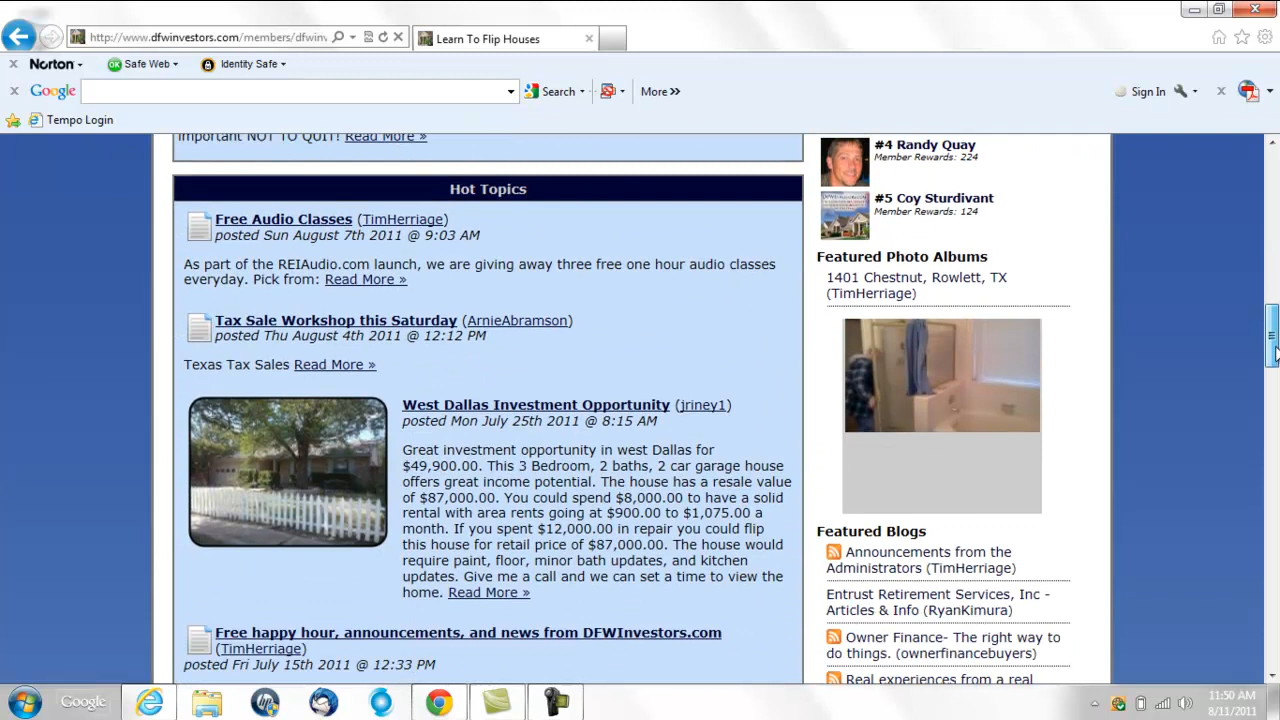 http://www.dfwinvestors.com/members/dfwin
Learn To Flip Houses
Norton
Safe Web
Identity Safe
Google
Search
More »
Sign In
Tempo Login
important NOT TO QUIT! Read More »
Hot Topics
Free Audio Classes (TimHerriage)
posted Sun August 7th 2011 @ 9:03 AM
As part of the REIAudio.com launch, we are giving away three free one hour audio classes
everyday. Pick from: Read More »
Tax Sale Workshop this Saturday (ArnieAbramson)
posted Thu August 4th 2011 @ 12:12 PM
Texas Tax Sales Read More »
West Dallas Investment Opportunity (jriney1)
posted Mon July 25th 2011 @ 8:15 AM
Great investment opportunity in west Dallas for
$49,900.00. This 3 Bedroom, 2 baths, 2 car garage house
offers great income potential. The house has a resale value
of $87,000.00. You could spend $8,000.00 to have a solid
rental with area rents going at $900.00 to $1,075.00 a
month. If you spent $12,000.00 in repair you could flip
this house for retail price of $87,000.00. The house would
require paint, floor, minor bath updates, and kitchen
updates. Give me a call and we can set a time to view the
home. Read More »
Free happy hour, announcements, and news from DFWInvestors.com
(TimHerriage)
posted Fri July 15th 2011 @ 12:33 PM
#4 Randy Quay
Member Rewards: 224
#5 Coy Sturdivant
Member Rewards: 124
Featured Photo Albums
1401 Chestnut, Rowlett, TX
(TimHerriage)
Featured Blogs
Announcements from the
Administrators (TimHerriage)
Entrust Retirement Services, Inc -
Articles & Info (RyanKimura)
Owner Finance- The right way to
do things. (ownerfinancebuyers)
Real experiences from a real
Google
11:50 AM
8/11/2011